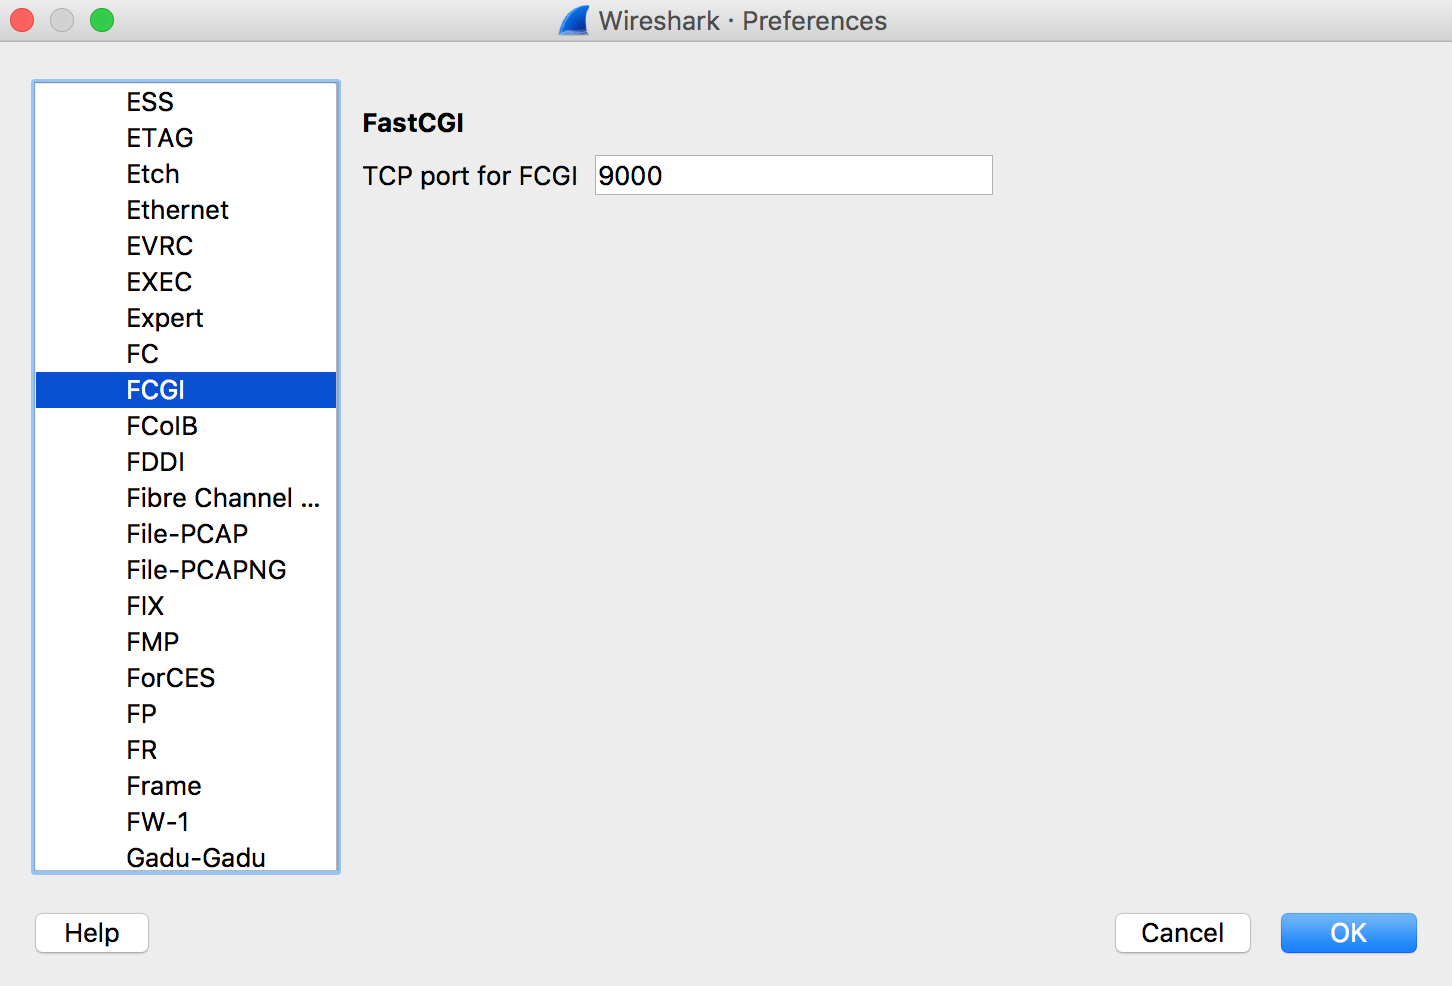 Wireshark · Preferences
ESS
ETAG
Etch
Ethernet
EVRC
EXEC
Expert
FC
FCGI
FCoIB
FDDI
Fibre Channel ...
File-PCAP
File-PCAPNG
FIX
FMP
ForCES
FP
FR
Frame
FW-1
Gadu-Gadu
FastCGI
TCP port for FCGI 9000
Help
Cancel
OK